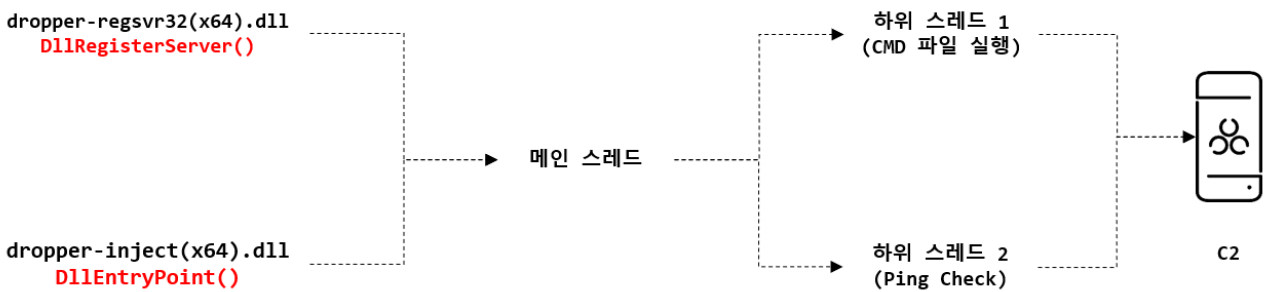 dropper-regsvr32(x64).dll
DllRegisterServer()
dropper-inject(x64).dll
DllEntryPoint()
메인 스레드
하위 스레드 1
(CMD 파일 실행)
하위 스레드 2
(Ping Check)
C2